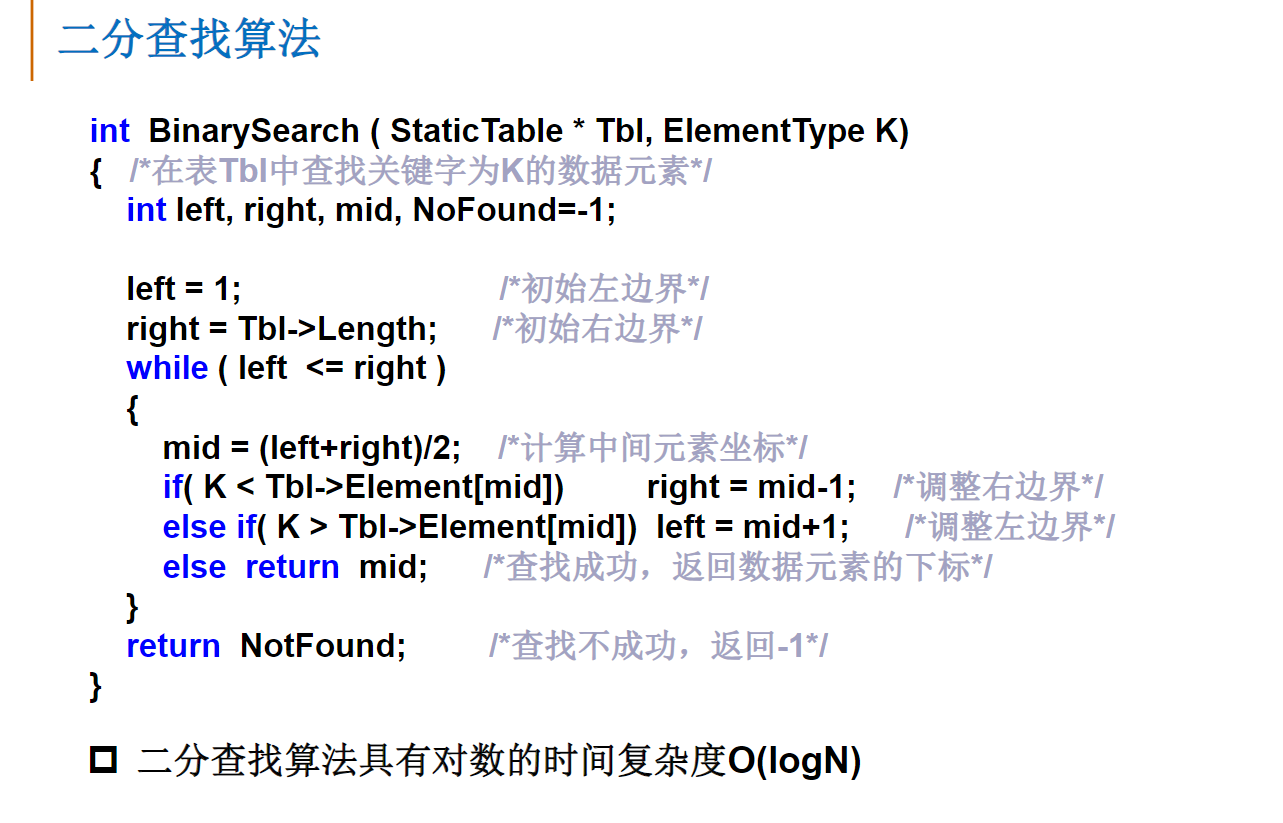 二分查找算法
int BinarySearch ( StaticTable * Tbl, ElementType K)
{ /*在表Tbl中查找关键字为K的数据元素*/
int left, right, mid, NoFound=-1;
left = 1; /*初始左边界*/
right = Tbl->Length; /*初始右边界*/
while ( left <= right )
{
mid = (left+right)/2; /*计算中间元素坐标*/
if( K < Tbl->Element[mid]) right = mid-1; /*调整右边界*/
else if( K > Tbl->Element[mid]) left = mid+1; /*调整左边界*/
else return mid; /*查找成功，返回数据元素的下标*/
}
return NotFound; /*查找不成功，返回-1*/
}
二分查找算法具有对数的时间复杂度O(logN)